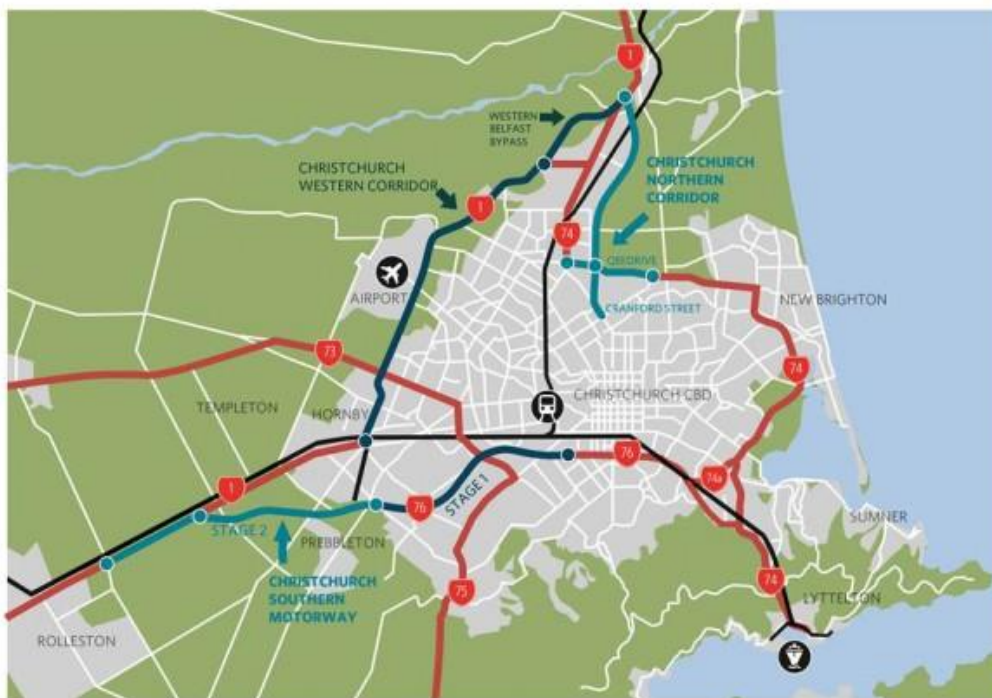 1
WESTERN
BELFAST
BYPASS
CHRISTCHURCH
WESTERN CORRIDOR
CHRISTCHURCH
NORTHERN
CORRIDOR
1
74
QEIIDRIVE
AIRPORT
NEW BRIGHTON
CRANFORD STREET
73
74
TEMPLETON
HORNBY
CHRISTCHURCH CBD
76
74a
1
STAGE 1
76
STAGE 2
PREBBLETON
SUMNER
CHRISTCHURCH
SOUTHERN
MOTORWAY
75
74
LYTTELTON
ROLLESTON